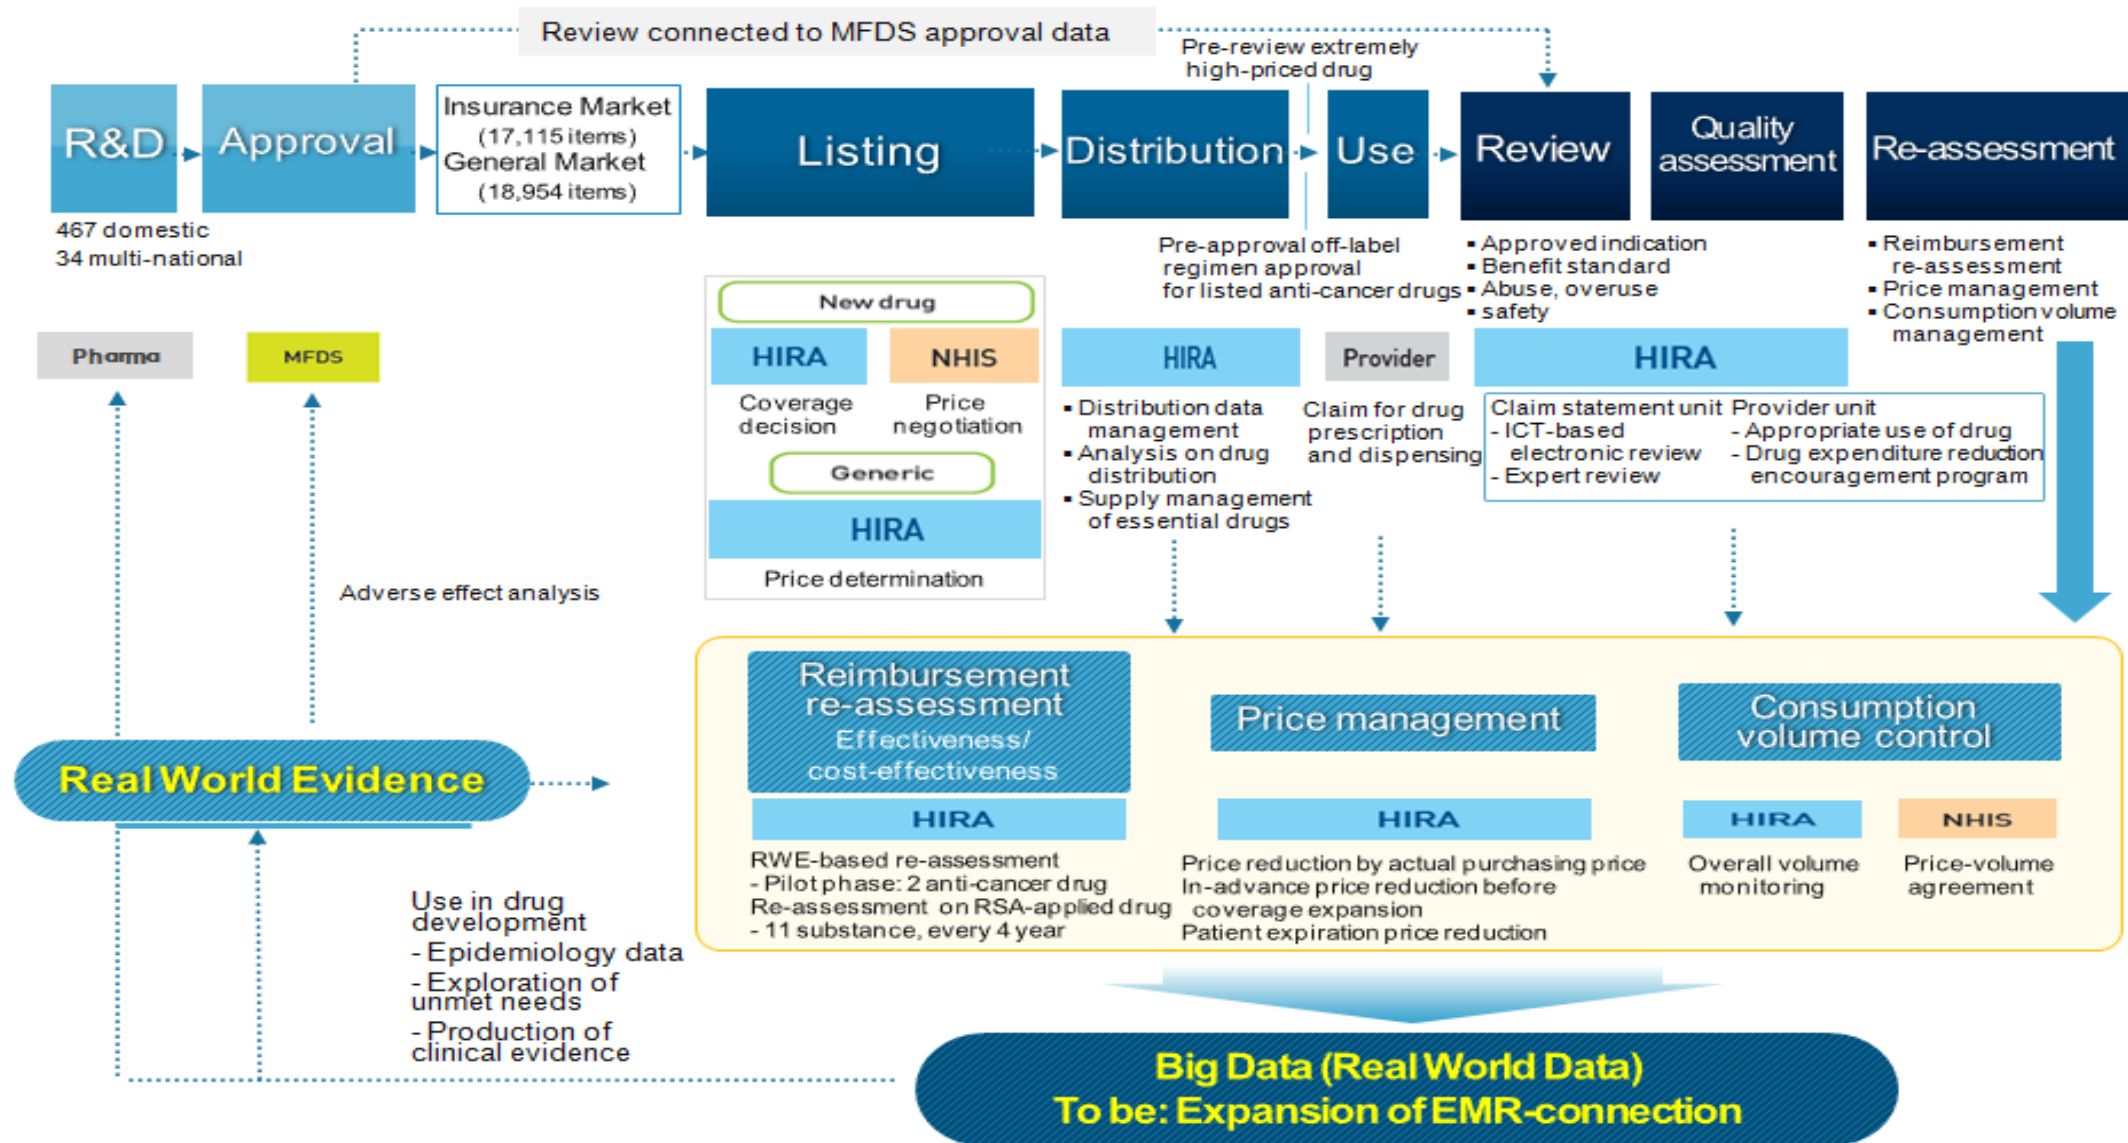 Review connected to MFDS approval data
Pre-review extremely
high-priced drug
R&D
Approval
Insurance Market
(17,115 items)
General Market
(18,954 items)
Listing
Distribution
Use
Review
Quality
assessment
Re-assessment
467 domestic
34 multi-national
Pre-approval off-label
regimen approval
for listed anti-cancer drugs
▪ Approved indication
▪ Benefit standard
▪ Abuse, overuse
▪ safety
▪ Reimbursement
re-assessment
▪ Price management
▪ Consumption volume
management
Pharma
MFDS
New drug
HIRA
NHIS
Coverage
decision
Price
negotiation
Generic
HIRA
Price determination
HIRA
▪ Distribution data
management
▪ Analysis on drug
distribution
▪ Supply management
of essential drugs
Provider
Claim for drug
prescription
and dispensing
HIRA
Claim statement unit
- ICT-based
electronic review
- Expert review
Provider unit
- Appropriate use of drug
- Drug expenditure reduction
encouragement program
Adverse effect analysis
Reimbursement
re-assessment
Effectiveness/
cost-effectiveness
HIRA
RWE-based re-assessment
- Pilot phase: 2 anti-cancer drug
Re-assessment on RSA-applied drug
- 11 substance, every 4 year
Price management
HIRA
Price reduction by actual purchasing price
In-advance price reduction before
coverage expansion
Patient expiration price reduction
Consumption
volume control
HIRA
Overall volume
monitoring
NHIS
Price-volume
agreement
Real World Evidence
Use in drug
development
- Epidemiology data
- Exploration of
unmet needs
- Production of
clinical evidence
Big Data (Real World Data)
To be: Expansion of EMR-connection